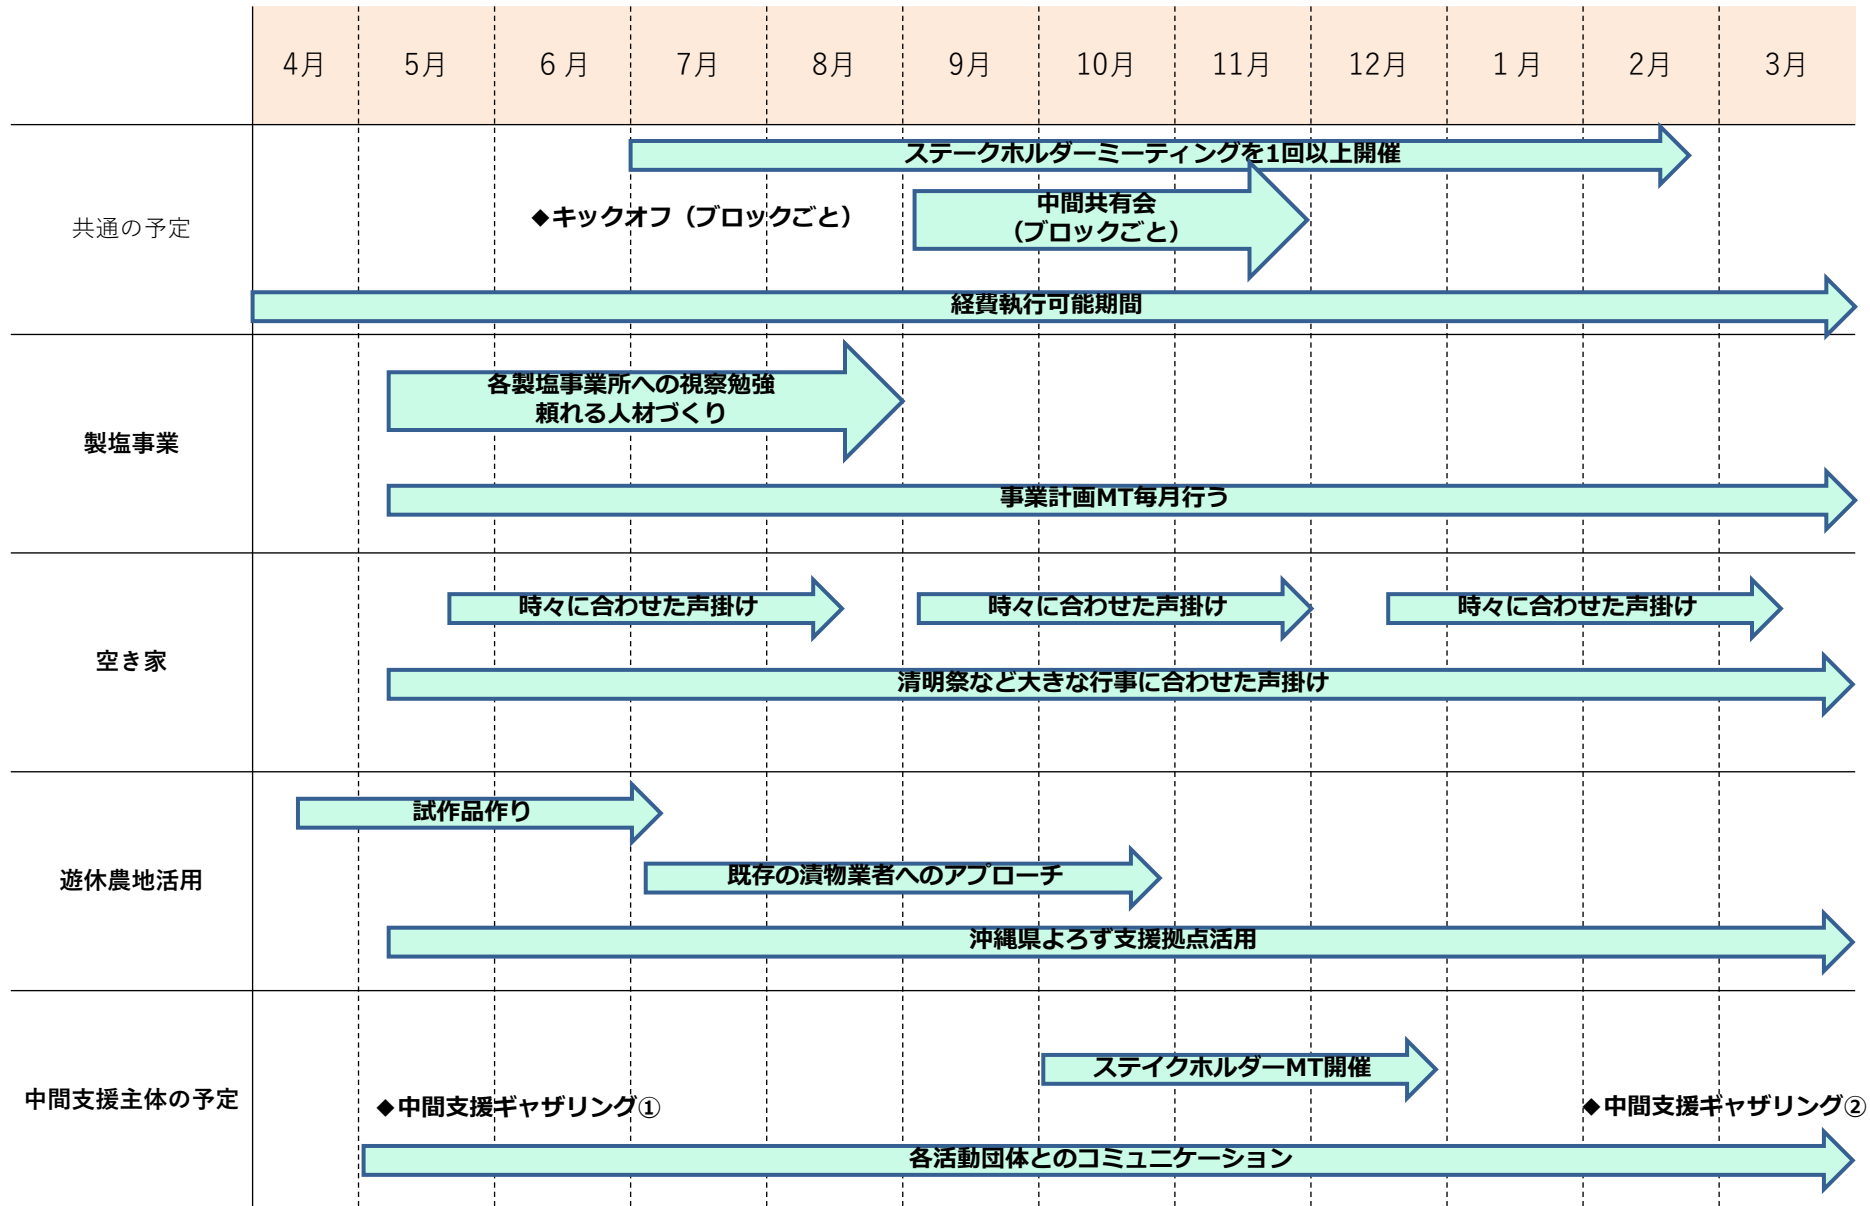 4月 5月 6 月 7月 8月 9月 10月 11月 12月 1 月 2月 3月
共通の予定
ステークホルダーミーティングを1回以上開催
◆キックオフ（ブロックごと）
中間共有会
（ブロックごと）
経費執行可能期間
製塩事業
各製塩事業所への視察勉強
頼れる人材づくり
事業計画MT毎月行う
空き家
時々に合わせた声掛け
時々に合わせた声掛け
時々に合わせた声掛け
清明祭など大きな行事に合わせた声掛け
遊休農地活用
試作品作り
既存の漬物業者へのアプローチ
沖縄県よろず支援拠点活用
中間支援主体の予定
ステイクホルダーMT開催
◆中間支援ギャザリング①
◆中間支援ギャザリング②
各活動団体とのコミュニケーション